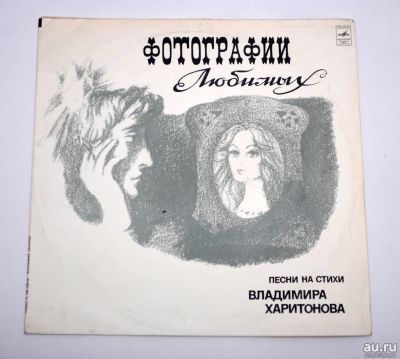 ФОТОГРАФИИ
Любимых
ПЕСНИ НА СТИХИ
ВЛАДИМИРА
ХАРИТОНОВА
au.ru